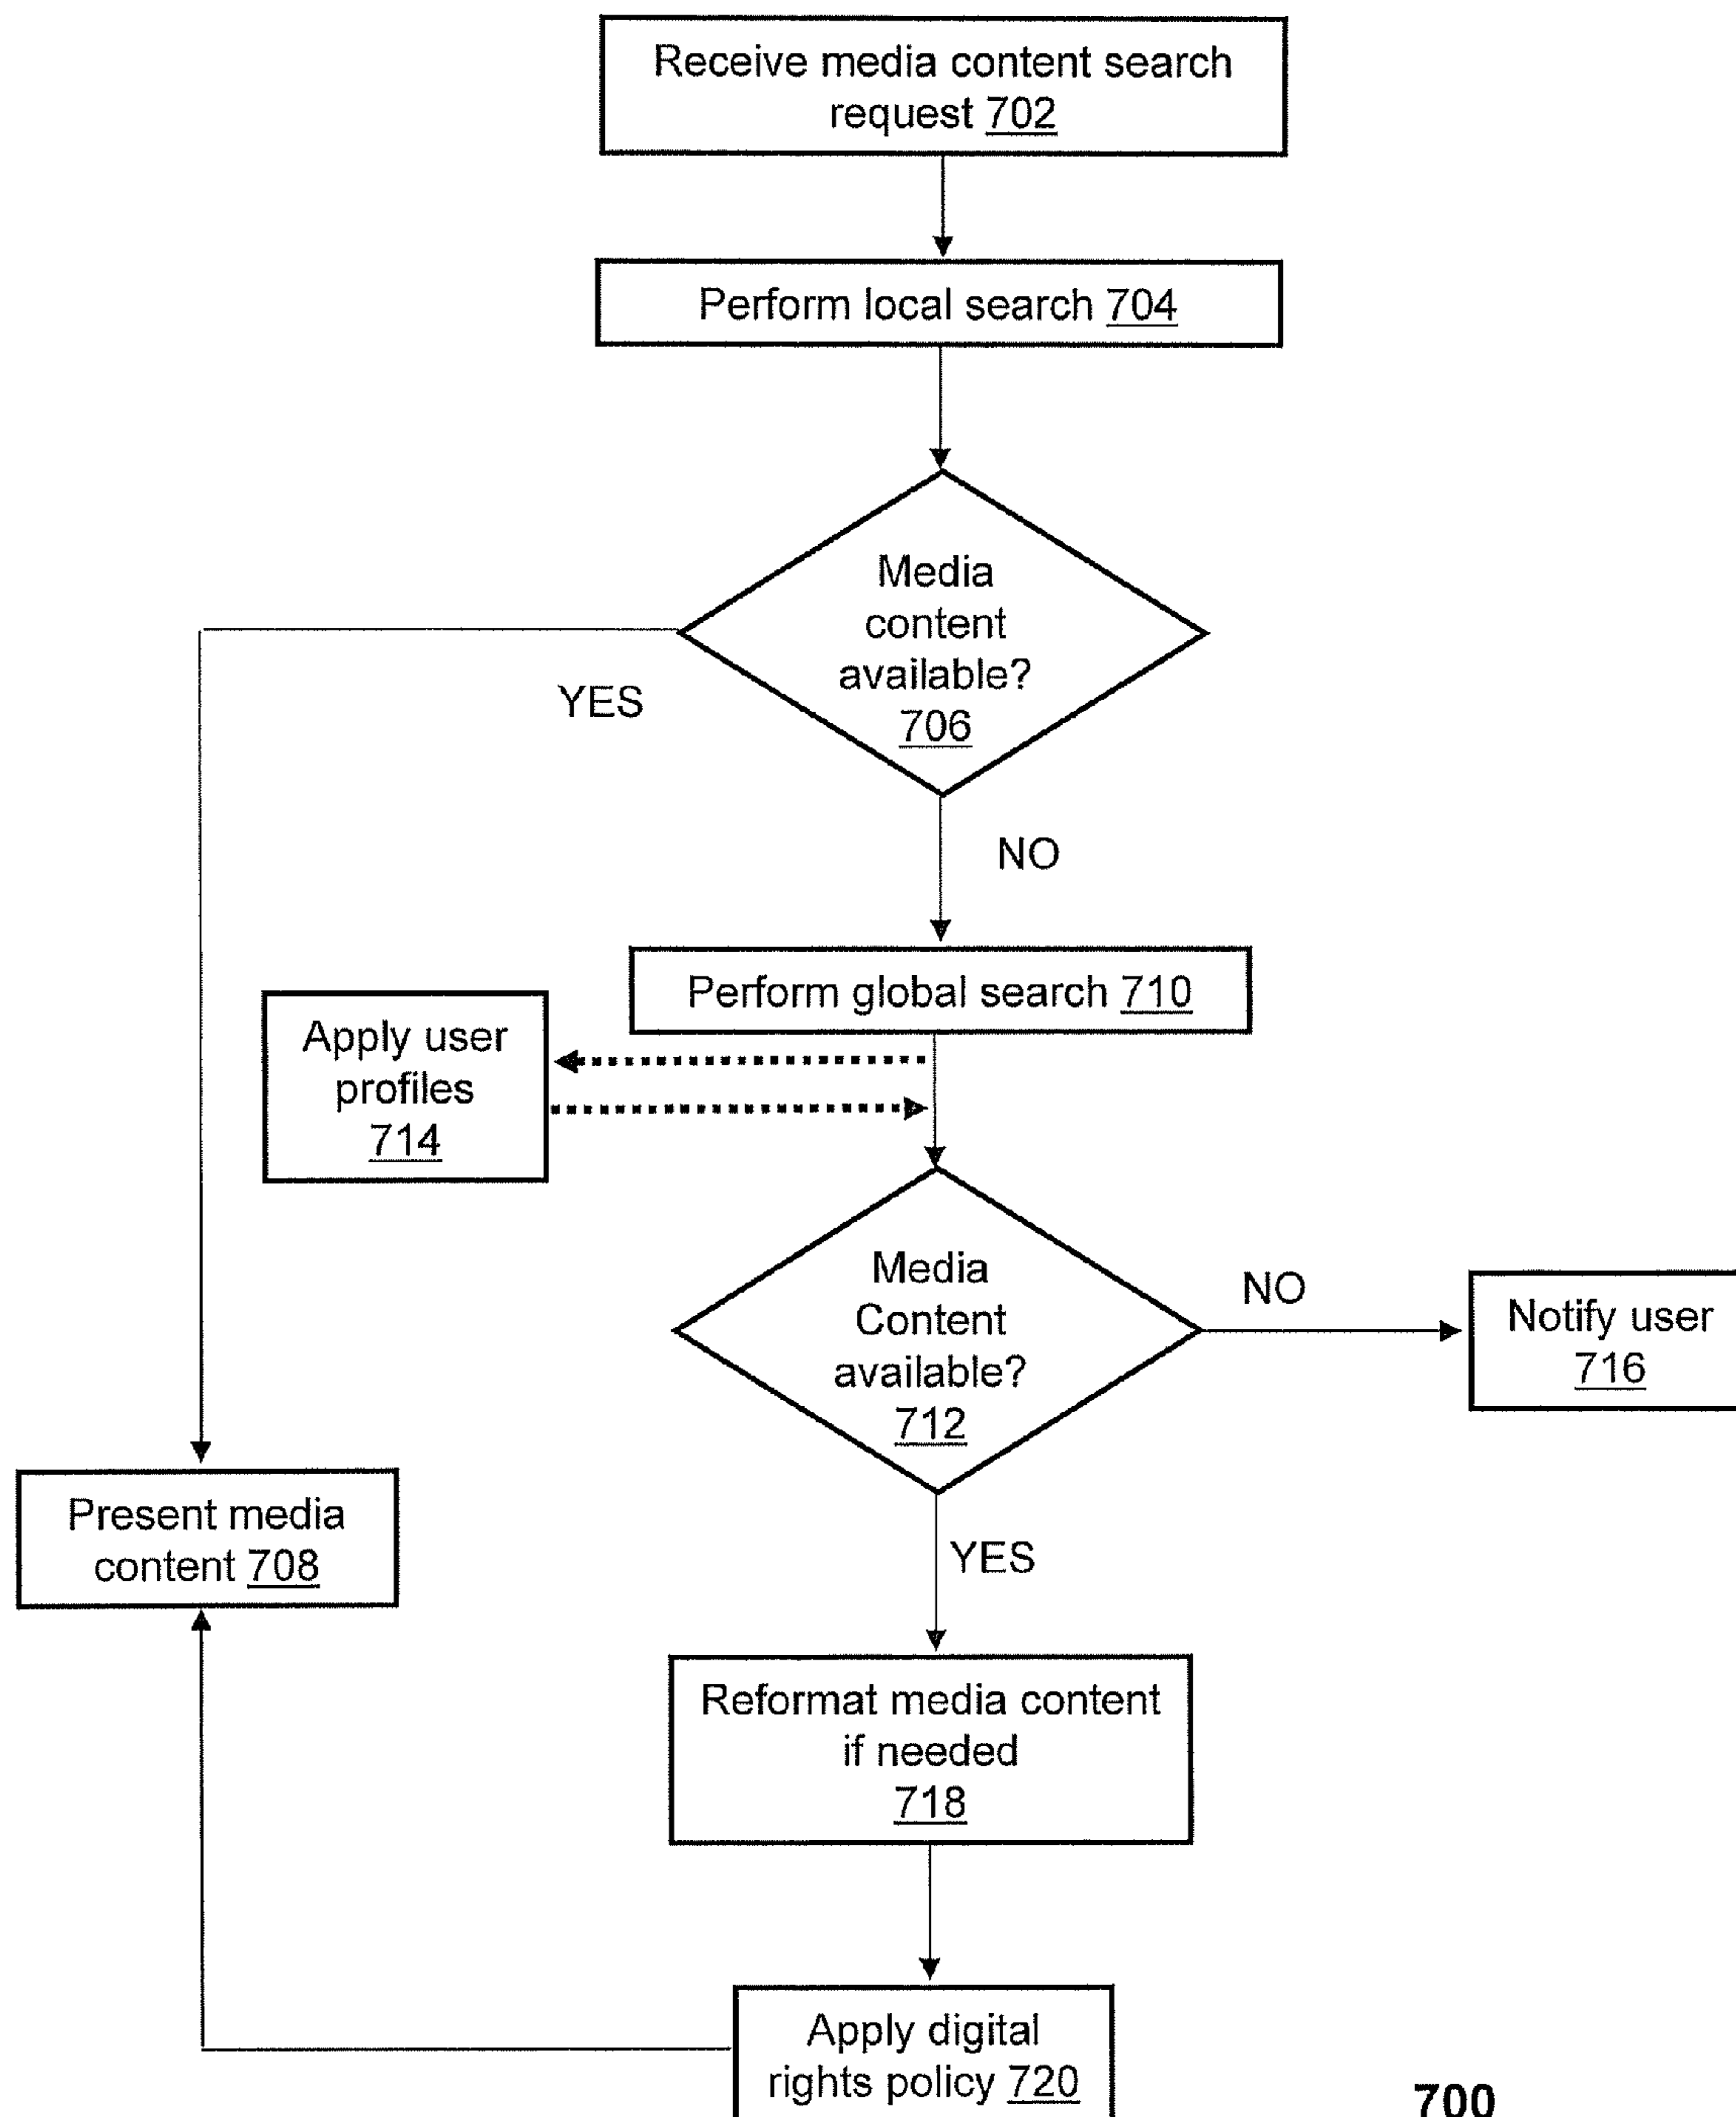 Receive media content search
request 702
Perform local search 704
Media
content
available?
706
YES
NO
Perform global search 710
Apply user
profiles
714
Media
Content
available?
712
NO
Notify user
716
Present media
content 708
YES
Reformat media content
if needed
718
Apply digital
rights policy 720
700